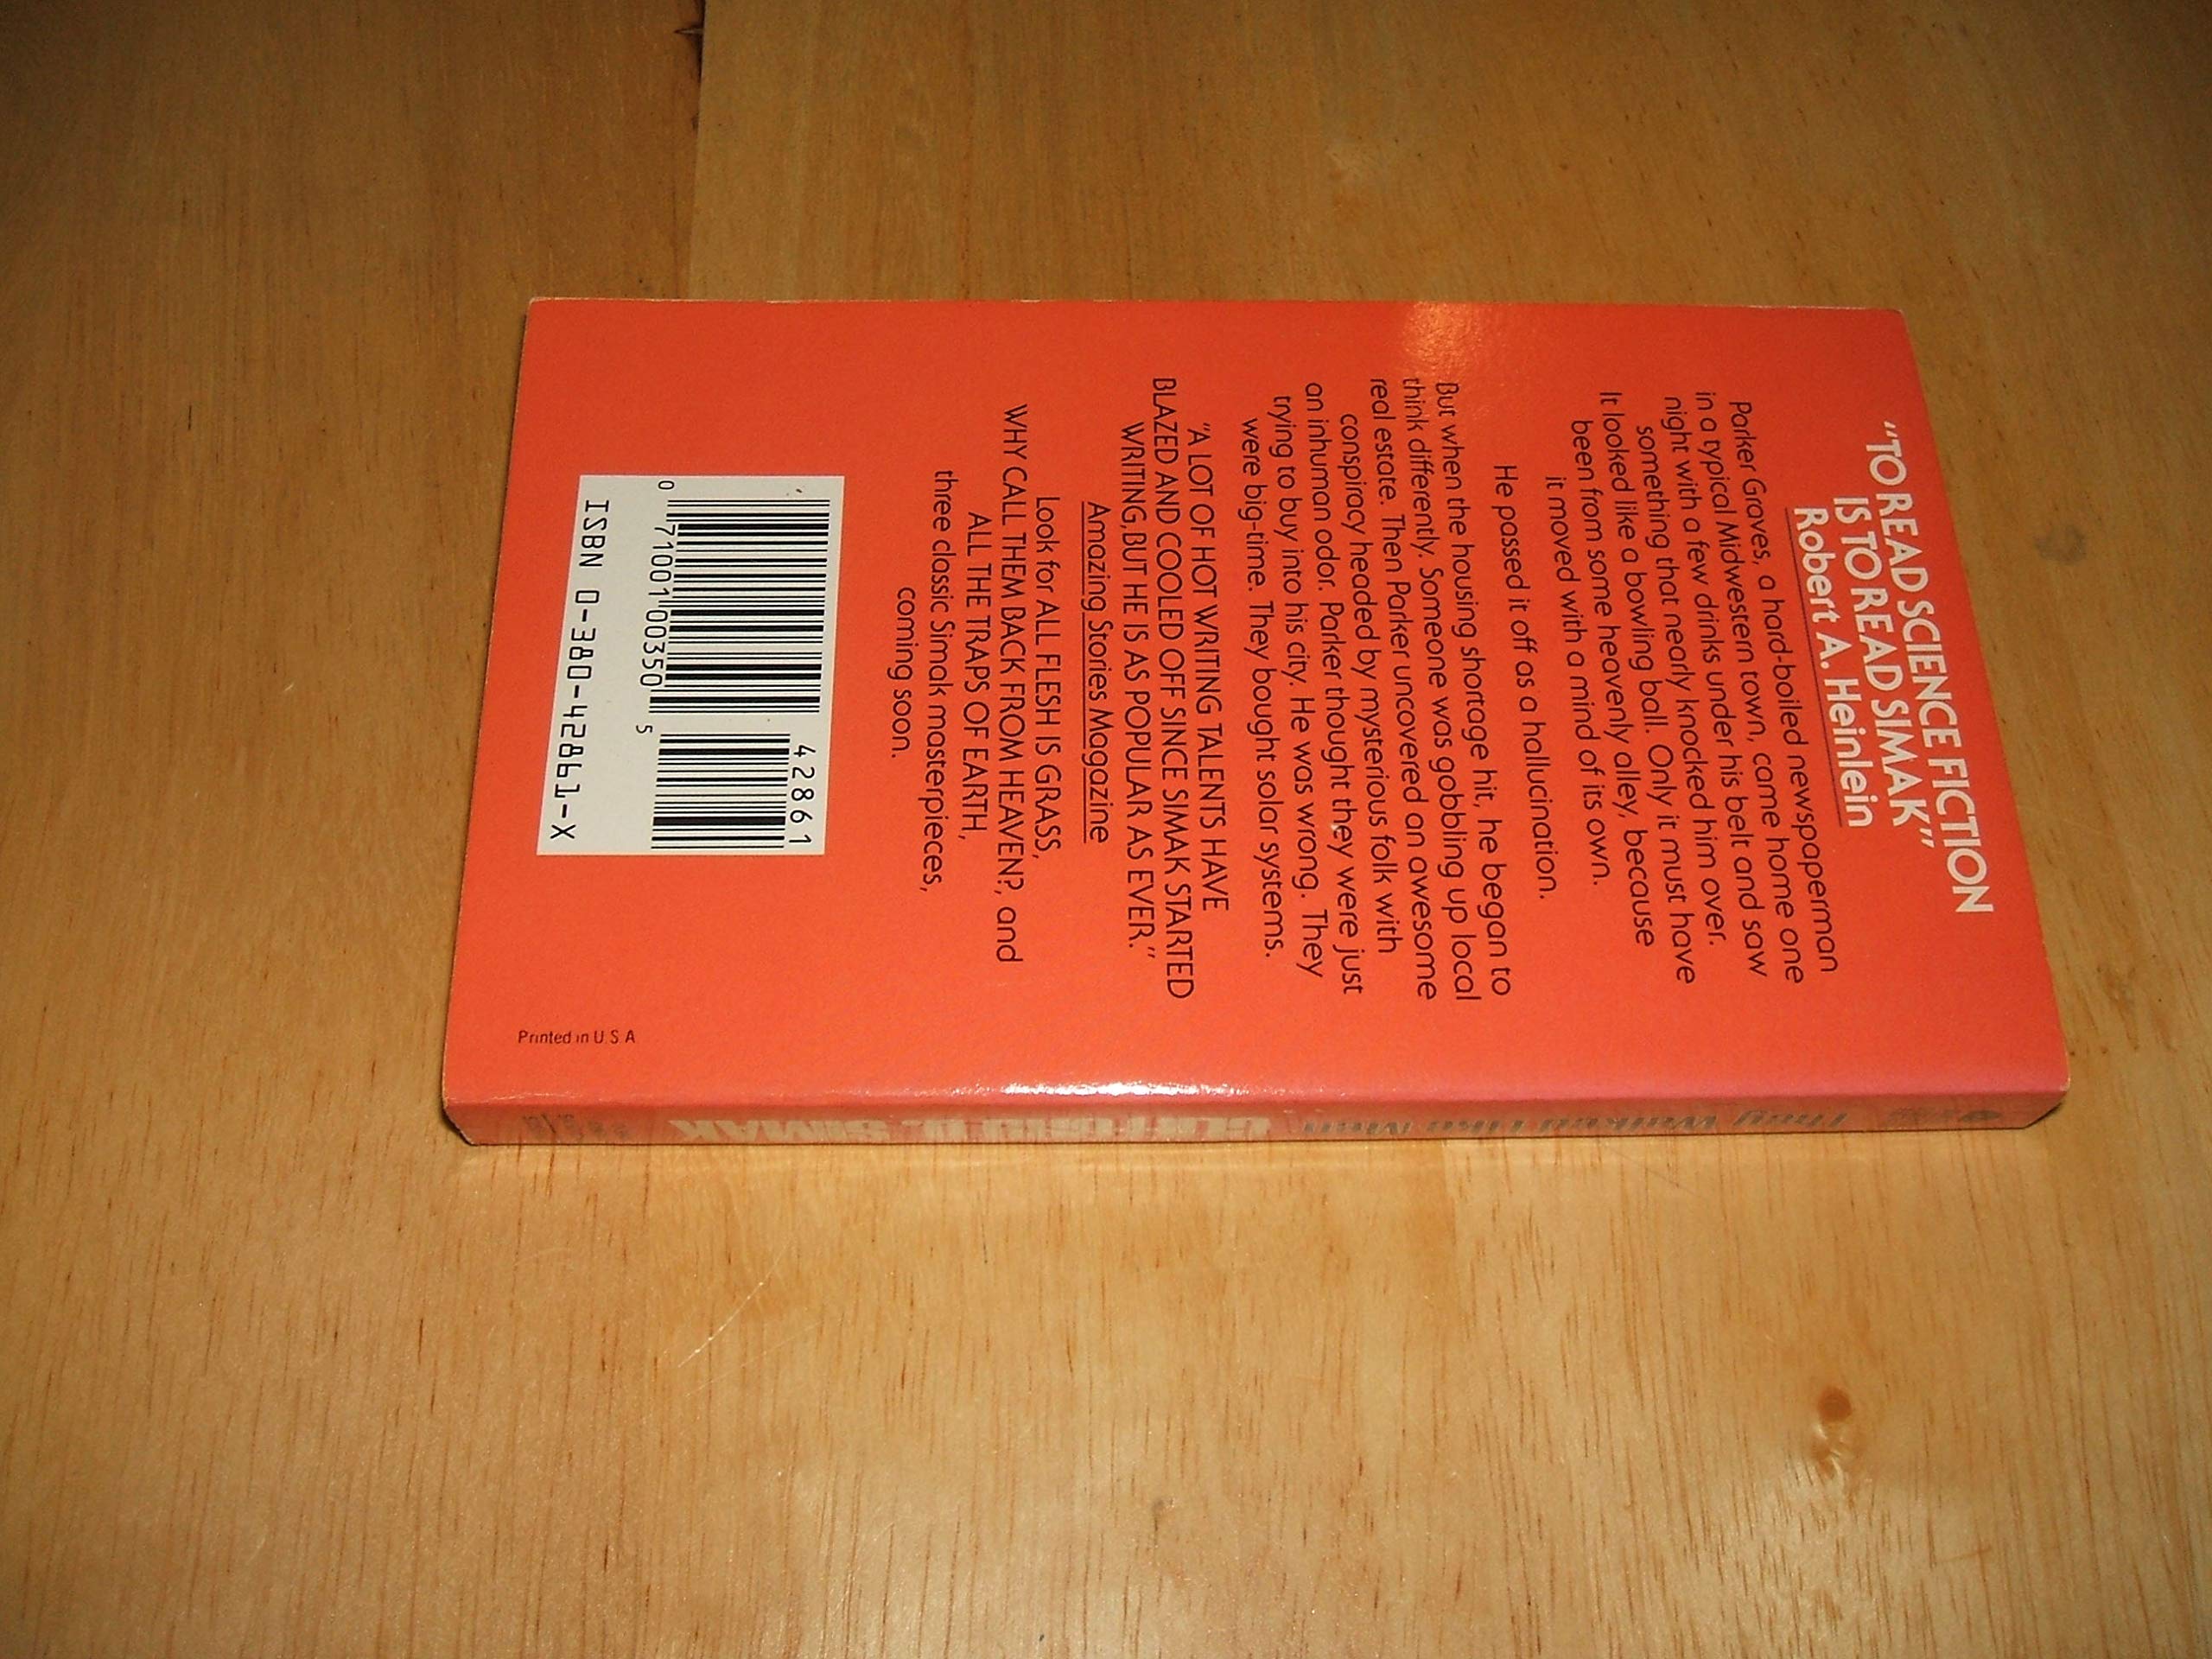 "TO READ SCIENCE FICTION
IS TO READ SIMAK"
Robert A. Heinlein
Parker Graves, a hard-boiled newspaperman
in a typical Midwestern town, came home one
night with a few drinks under his belt and saw
something that nearly knocked him over.
It looked like a bowling ball. Only it must have
been from some heavenly alley, because
it moved with a mind of its own.
He passed it off as a hallucination.
But when the housing shortage hit, he began to
think differently. Someone was gobbling up local
real estate. Then Parker uncovered an awesome
conspiracy headed by mysterious folk with
an inhuman odor. Parker thought they were just
trying to buy into his city. He was wrong. They
were big-time. They bought solar systems.
"A LOT OF HOT WRITING TALENTS HAVE
BLAZED AND COOLED OFF SINCE SIMAK STARTED
WRITING, BUT HE IS AS POPULAR AS EVER."
Amazing Stories Magazine
Look for ALL FLESH IS GRASS,
WHY CALL THEM BACK FROM HEAVEN?, and
ALL THE TRAPS OF EARTH,
three classic Simak masterpieces,
coming soon.
42861
0 71001 00350 5
ISBN 0-380-42861-X
Printed in U.S.A.
They Walked Like Men
Clifford D. SIMAK